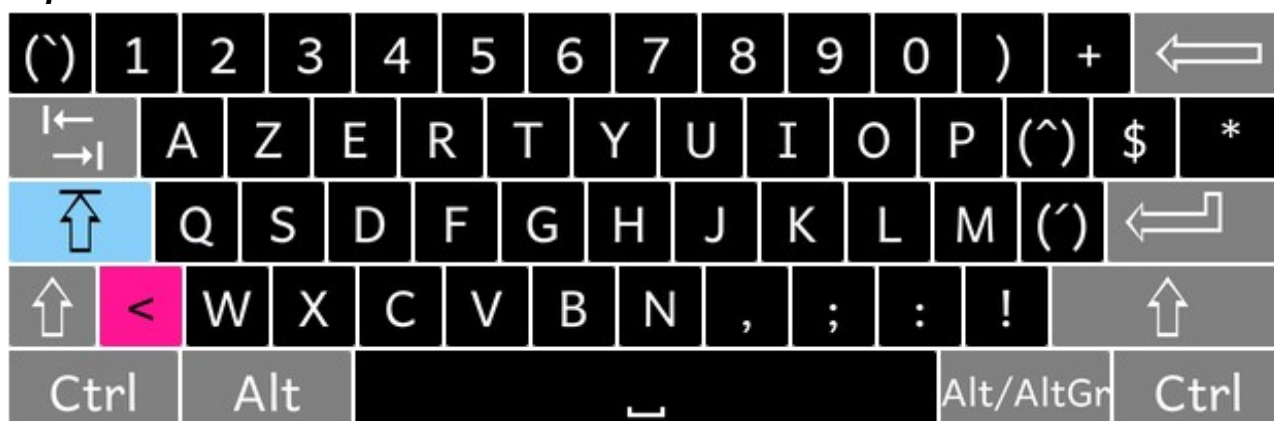 (`) 1 2 3 4 5 6 7 8 9 0 ) +
A Z E R T Y U I O P (^) $ *
Q S D F G H J K L M (´)
< W X C V B N , ; : !
Ctrl Alt Alt/AltGr Ctrl